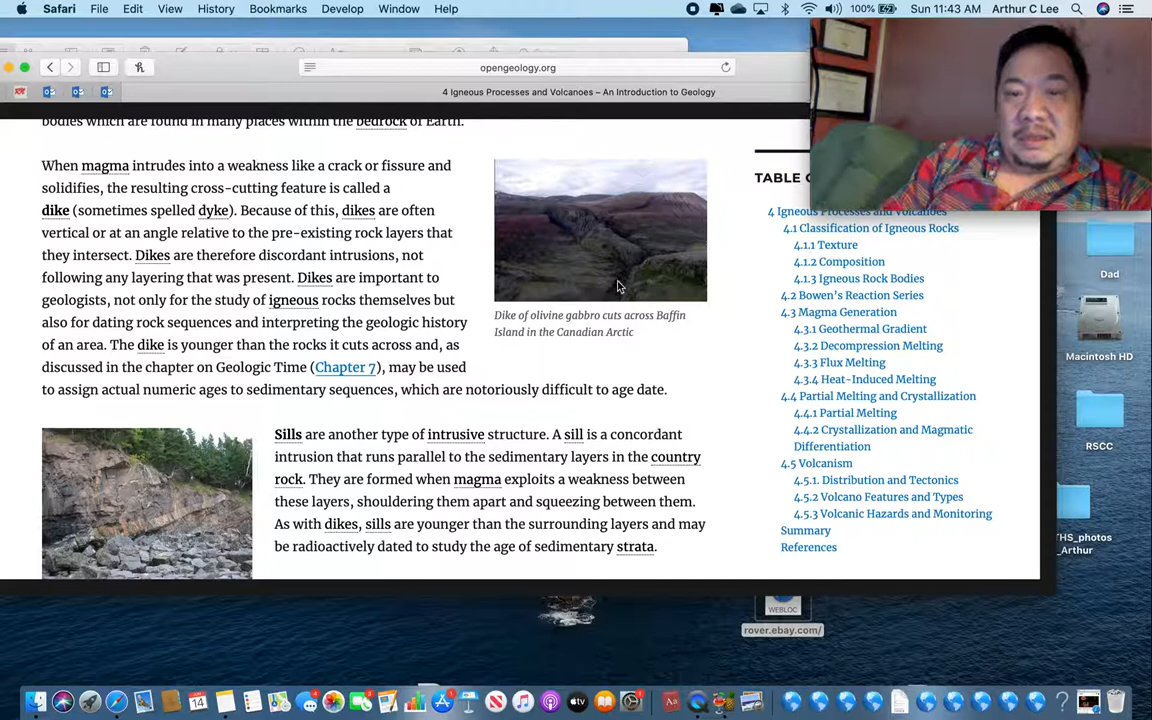 Safari File Edit View History Bookmarks Develop Window Help 100% Sun 11:43 AM Arthur C Lee
opengeology.org
4 Igneous Processes and Volcanoes – An Introduction to Geology
bodies which are found in many places within the bedrock of Earth.
When magma intrudes into a weakness like a crack or fissure and
solidifies, the resulting cross-cutting feature is called a
dike (sometimes spelled dyke). Because of this, dikes are often
vertical or at an angle relative to the pre-existing rock layers that
they intersect. Dikes are therefore discordant intrusions, not
following any layering that was present. Dikes are important to
geologists, not only for the study of igneous rocks themselves but
also for dating rock sequences and interpreting the geologic history
of an area. The dike is younger than the rocks it cuts across and, as
discussed in the chapter on Geologic Time (Chapter 7), may be used
to assign actual numeric ages to sedimentary sequences, which are notoriously difficult to age date.
Dike of olivine gabbro cuts across Baffin
Island in the Canadian Arctic
Sills are another type of intrusive structure. A sill is a concordant
intrusion that runs parallel to the sedimentary layers in the country
rock. They are formed when magma exploits a weakness between
these layers, shouldering them apart and squeezing between them.
As with dikes, sills are younger than the surrounding layers and may
be radioactively dated to study the age of sedimentary strata.
TABLE
4 Igneous Processes and Volcanoes
4.1 Classification of Igneous Rocks
4.1.1 Texture
4.1.2 Composition
4.1.3 Igneous Rock Bodies
4.2 Bowen's Reaction Series
4.3 Magma Generation
4.3.1 Geothermal Gradient
4.3.2 Decompression Melting
4.3.3 Flux Melting
4.3.4 Heat-Induced Melting
4.4 Partial Melting and Crystallization
4.4.1 Partial Melting
4.4.2 Crystallization and Magmatic
Differentiation
4.5 Volcanism
4.5.1. Distribution and Tectonics
4.5.2 Volcano Features and Types
4.5.3 Volcanic Hazards and Monitoring
Summary
References
Dad
Macintosh HD
RSCC
THS_photos
_Arthur
WEBLOC
rover.ebay.com/